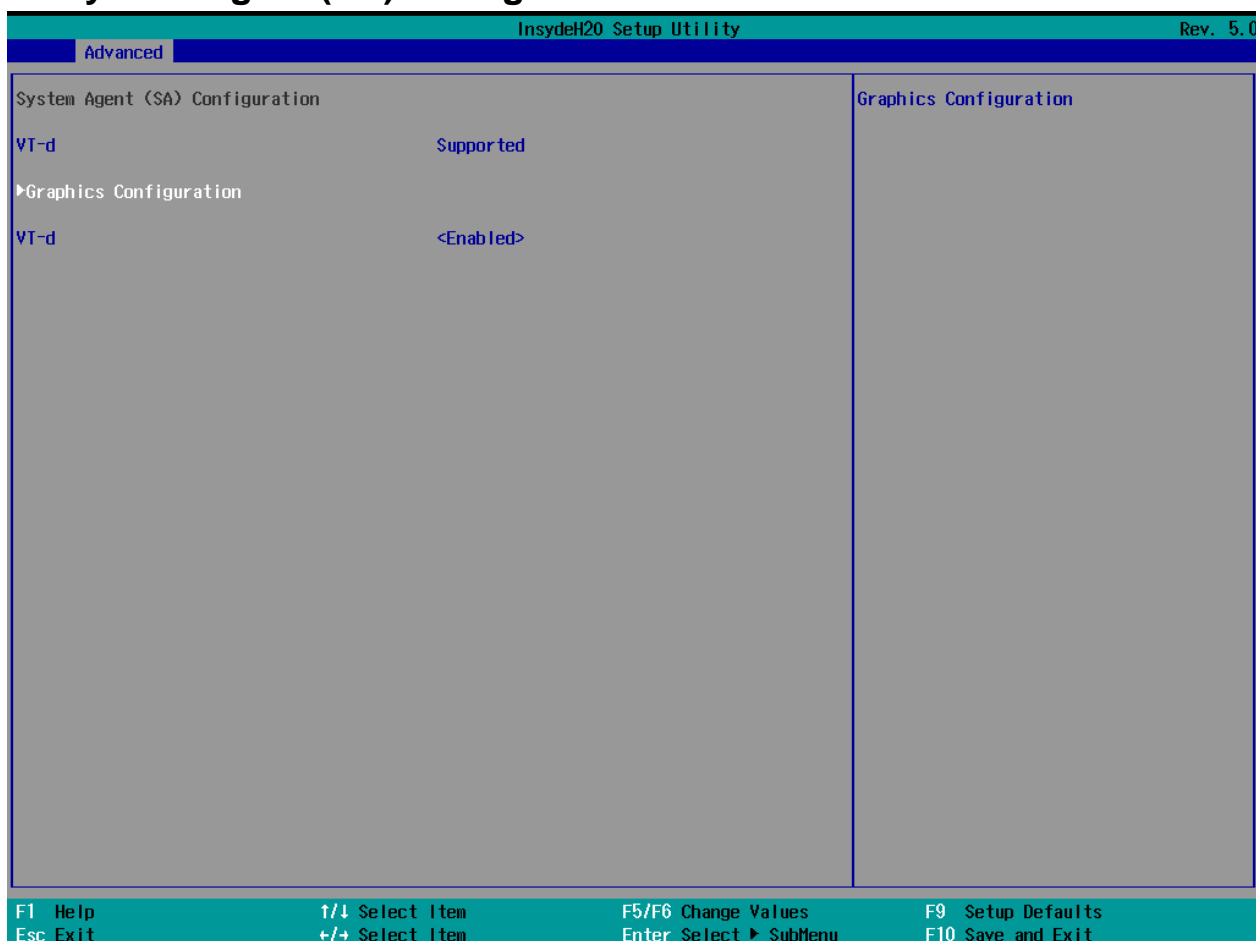 InsydeH20 Setup Utility Rev. 5.0
Advanced
System Agent (SA) Configuration
Graphics Configuration
VT-d Supported
▶Graphics Configuration
VT-d <Enabled>
F1 Help ↑/↓ Select Item F5/F6 Change Values F9 Setup Defaults
Esc Exit ←/→ Select Item Enter Select ▶ SubMenu F10 Save and Exit